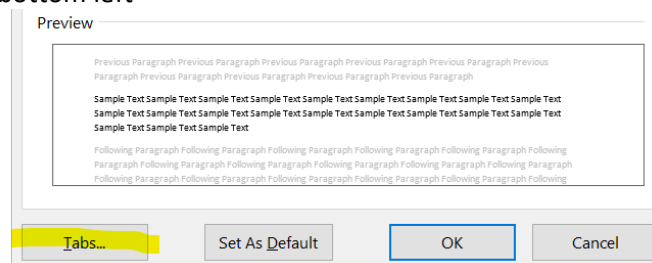 bottom left
Preview
Previous Paragraph Previous Paragraph Previous Paragraph Previous Paragraph Previous Paragraph Previous
Paragraph Previous Paragraph Previous Paragraph Previous Paragraph Previous Paragraph
Sample Text Sample Text Sample Text Sample Text Sample Text Sample Text Sample Text Sample Text Sample Text
Sample Text Sample Text Sample Text Sample Text Sample Text Sample Text Sample Text Sample Text Sample Text
Sample Text Sample Text Sample Text
Following Paragraph Following Paragraph Following Paragraph Following Paragraph Following Paragraph Following
Paragraph Following Paragraph Following Paragraph Following Paragraph Following Paragraph Following Paragraph
Following Paragraph Following Paragraph Following Paragraph Following Paragraph Following Paragraph Following
Tabs... Set As Default OK Cancel